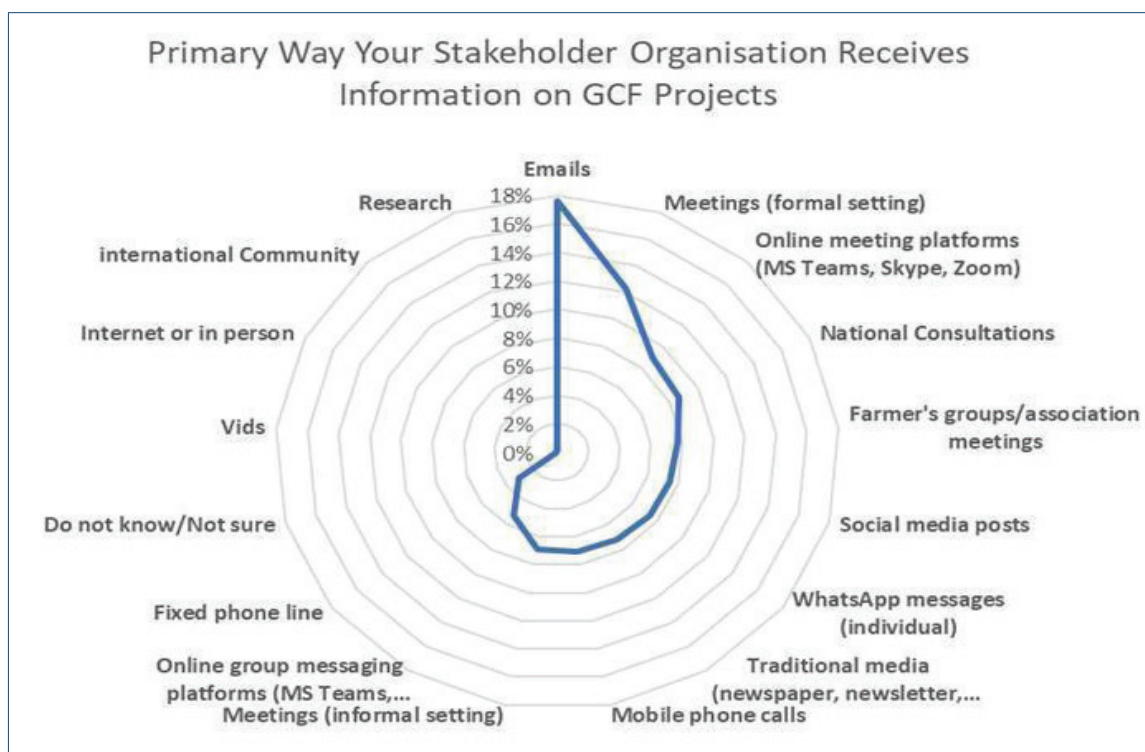 Primary Way Your Stakeholder Organisation Receives
Information on GCF Projects
Emails
Meetings (formal setting)
Online meeting platforms
(MS Teams, Skype, Zoom)
National Consultations
Farmer's groups/association
meetings
Social media posts
WhatsApp messages
(individual)
Traditional media
(newspaper, newsletter,...
Mobile phone calls
Meetings (informal setting)
Online group messaging
platforms (MS Teams,...
Fixed phone line
Do not know/Not sure
Vids
Internet or in person
international Community
Research
18%
16%
14%
12%
10%
8%
6%
4%
2%
0%